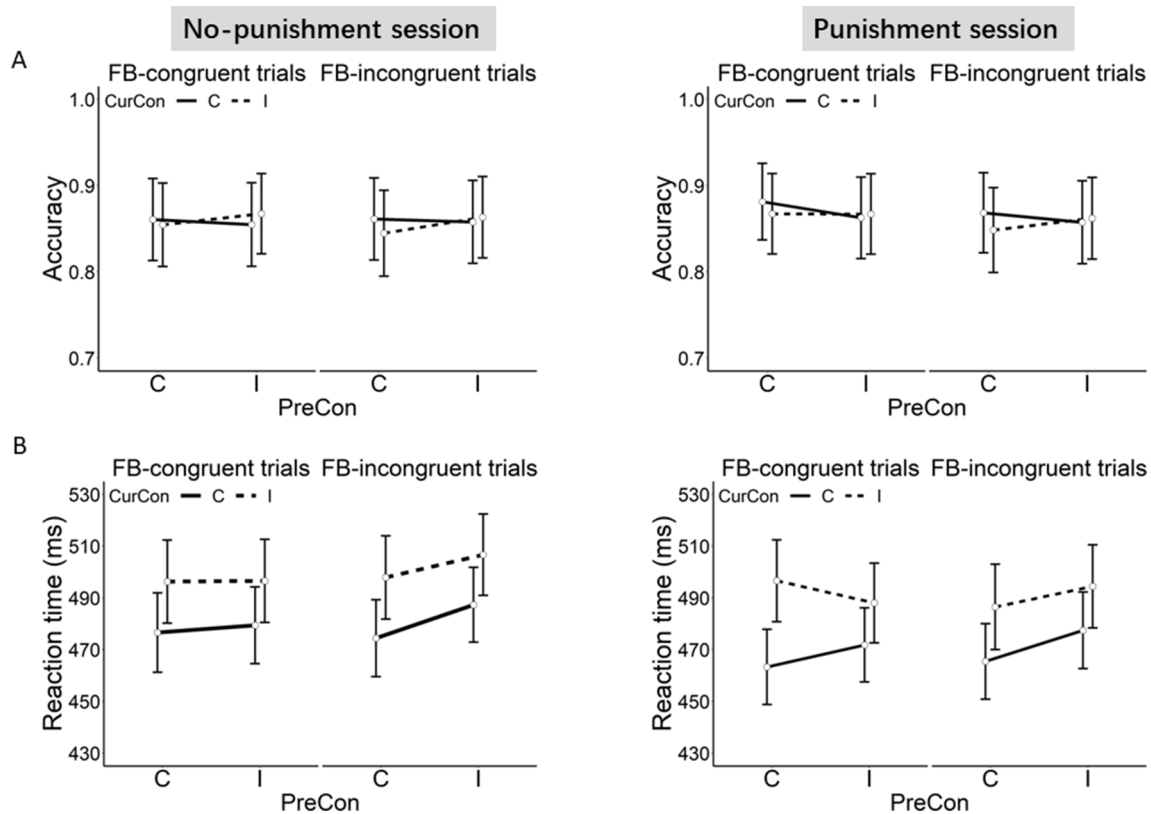 No-punishment session
Punishment session
A
FB-congruent trials FB-incongruent trials
CurCon C I
1.0
0.9
0.8
0.7
Accuracy
C I C I
PreCon
FB-congruent trials FB-incongruent trials
CurCon C I
1.0
0.9
0.8
0.7
Accuracy
C I C I
PreCon
B
FB-congruent trials FB-incongruent trials
CurCon C I
530
510
490
470
450
430
Reaction time (ms)
C I C I
PreCon
FB-congruent trials FB-incongruent trials
CurCon C I
530
510
490
470
450
430
Reaction time (ms)
C I C I
PreCon